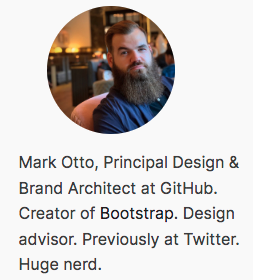 Mark Otto, Principal Design &
Brand Architect at GitHub.
Creator of Bootstrap. Design
advisor. Previously at Twitter.
Huge nerd.